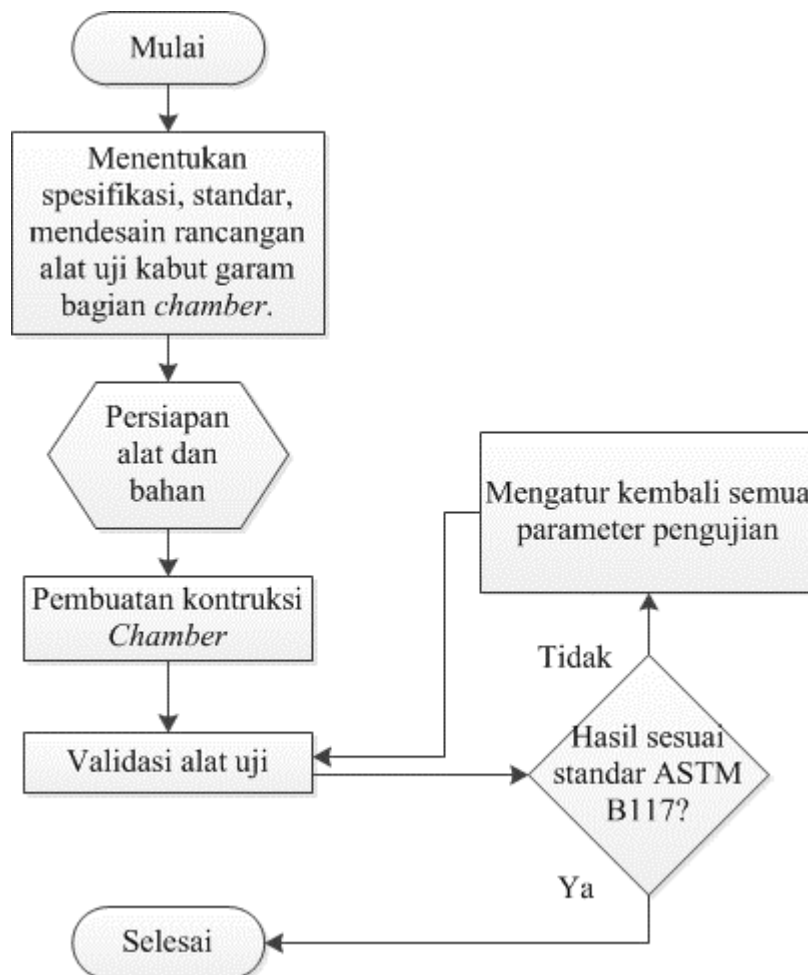 Mulai
Menentukan
spesifikasi, standar,
mendesain rancangan
alat uji kabut garam
bagian chamber.
Persiapan
alat dan
bahan
Pembuatan kontruksi
Chamber
Validasi alat uji
Mengatur kembali semua
parameter pengujian
Tidak
Hasil sesuai
standar ASTM
B117?
Ya
Selesai